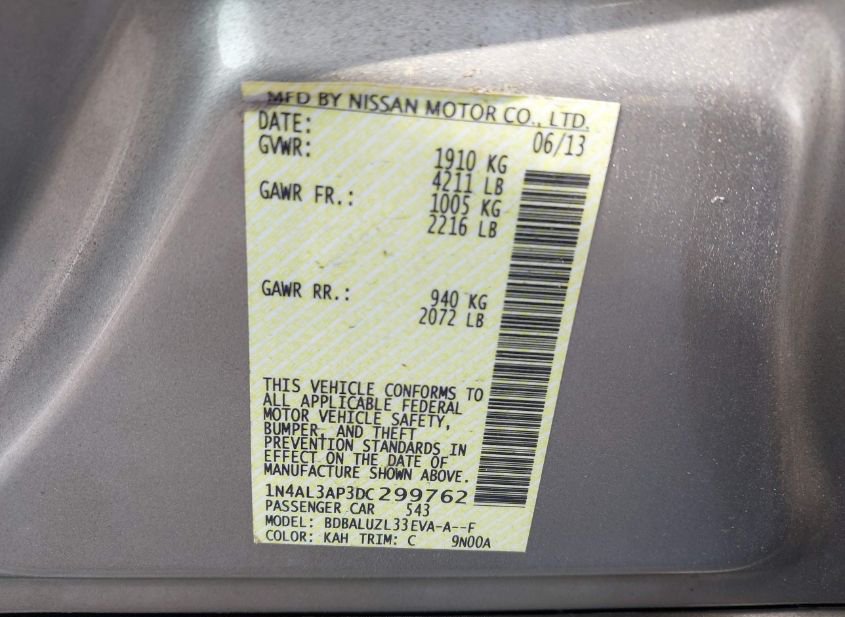 MFD BY NISSAN MOTOR CO., LTD.
DATE: 06/13
GVWR: 1910 KG
4211 LB
GAWR FR.: 1005 KG
2216 LB
GAWR RR.: 940 KG
2072 LB
THIS VEHICLE CONFORMS TO
ALL APPLICABLE FEDERAL
MOTOR VEHICLE SAFETY,
BUMPER, AND THEFT
PREVENTION STANDARDS IN
EFFECT ON THE DATE OF
MANUFACTURE SHOWN ABOVE.
1N4AL3AP3DC299762
PASSENGER CAR 543
MODEL: BDBALUZL33EVA-A--F
COLOR: KAH TRIM: C 9N00A